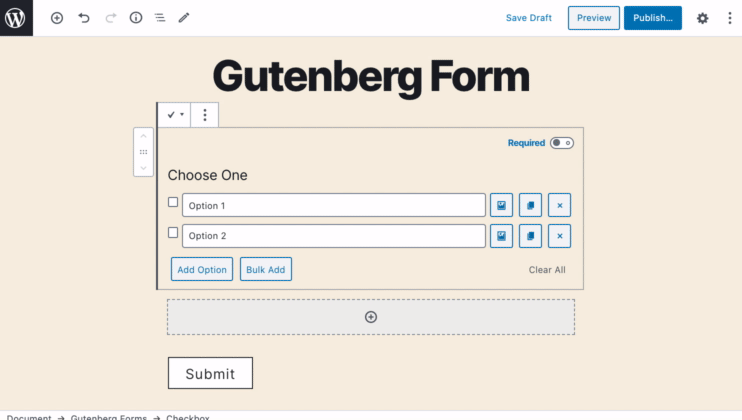 Save Draft Preview Publish...
Gutenberg Form
Required
Choose One
Option 1
Option 2
Add Option Bulk Add Clear All
Submit
Document → Gutenberg Forms → Checkbox